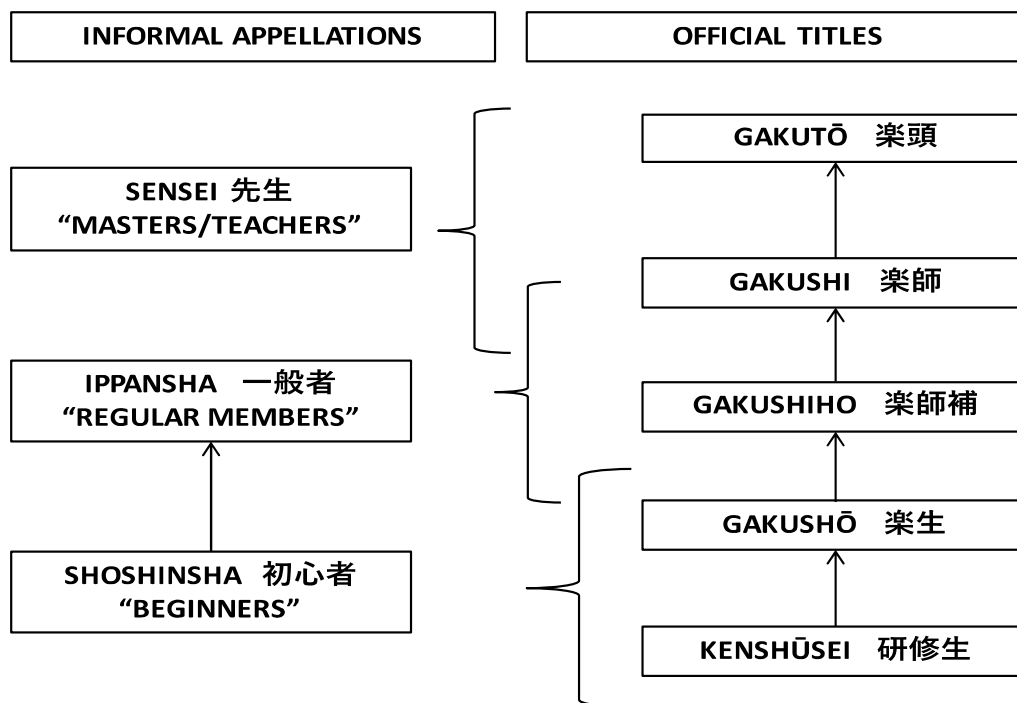 INFORMAL APPELLATIONS
OFFICIAL TITLES
SENSEI 先生
“MASTERS/TEACHERS”
IPPANSHA 一般者
“REGULAR MEMBERS”
SHOSHINSHA 初心者
“BEGINNERS”
GAKUTŌ 楽頭
GAKUSHI 楽師
GAKUSHIHO 楽師補
GAKUSHŌ 楽生
KENSHŪSEI 研修生